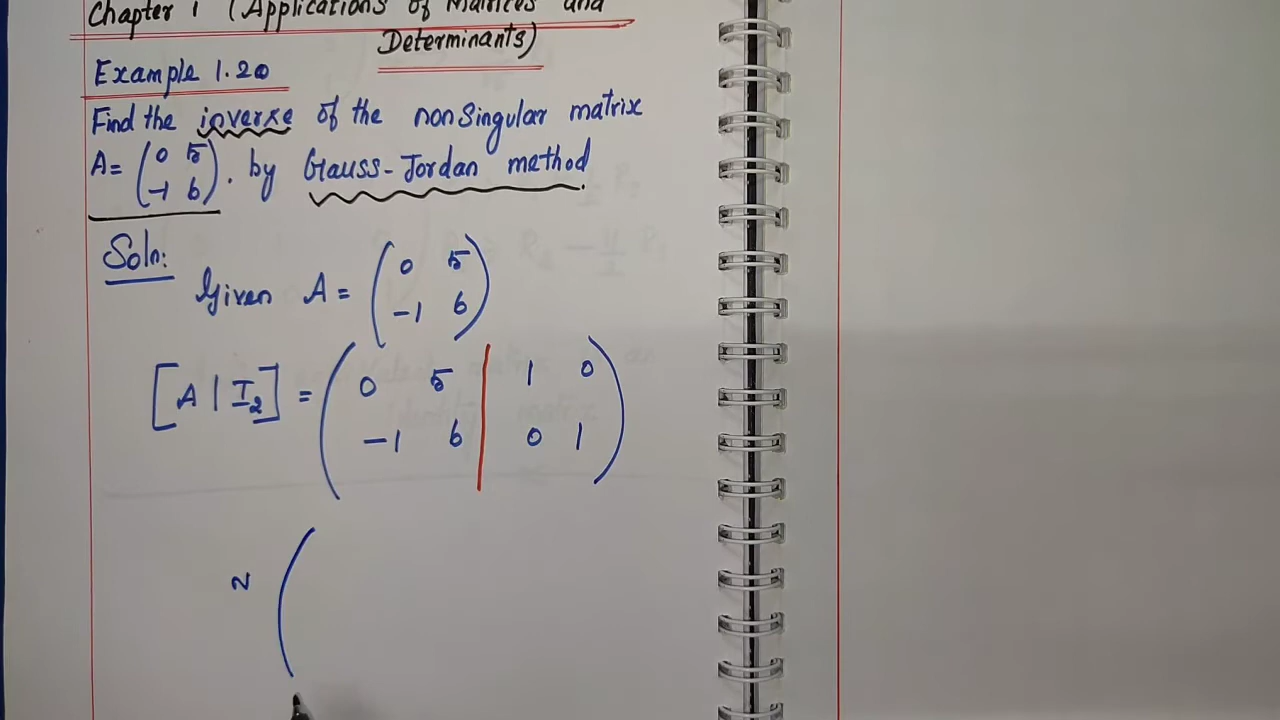 Chapter 1 (Applications of Matrices and
Determinants)
Example 1.20
Find the inverse of the nonSingular matrix
A= (0 5
-1 6). by Gauss-Jordan method.
Soln:
Given A = (0 5
-1 6)
[A | I2] = (0 5 | 1 0
-1 6 | 0 1)
~ (